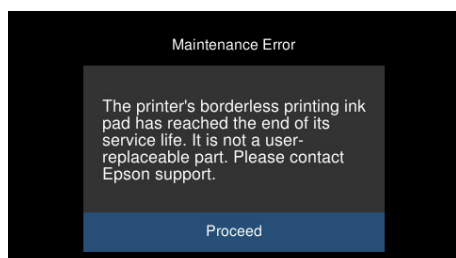 Maintenance Error
The printer's borderless printing ink
pad has reached the end of its
service life. It is not a user-
replaceable part. Please contact
Epson support.
Proceed